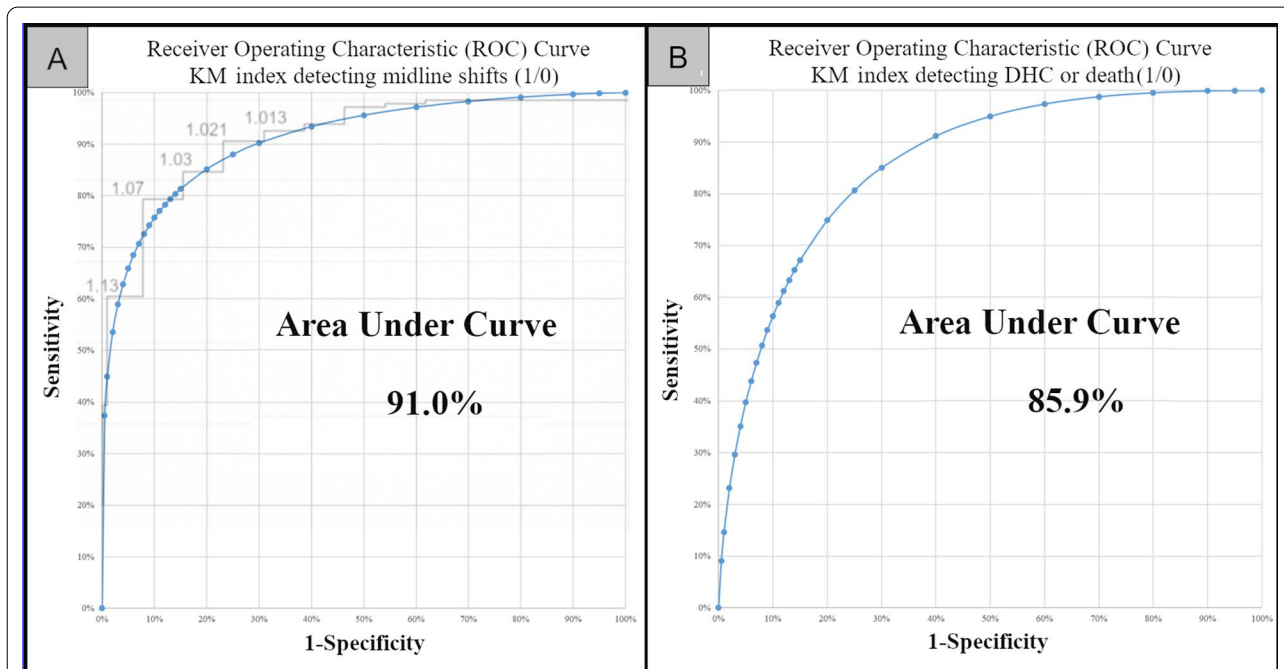 A
Receiver Operating Characteristic (ROC) Curve
KM index detecting midline shifts (1/0)
100%
90%
80%
70%
60%
50%
40%
30%
20%
10%
0%
1.013
1.021
1.03
1.07
1.13
Sensitivity
Area Under Curve
91.0%
0% 10% 20% 30% 40% 50% 60% 70% 80% 90% 100%
1-Specificity
B
Receiver Operating Characteristic (ROC) Curve
KM index detecting DHC or death(1/0)
100%
90%
80%
70%
60%
50%
40%
30%
20%
10%
0%
Sensitivity
Area Under Curve
85.9%
0% 10% 20% 30% 40% 50% 60% 70% 80% 90% 100%
1-Specificity